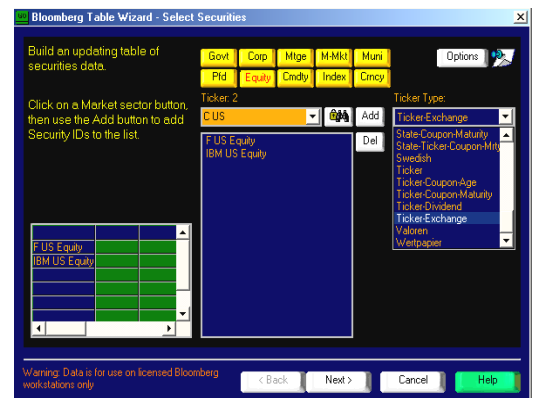 Bloomberg Table Wizard - Select Securities
Build an updating table of
securities data.
Govt Corp Mtge M-Mkt Muni
Options
Pfd Equity Cmdty Index Crncy
Click on a Market sector button,
then use the Add button to add
Security IDs to the list.
Ticker: 2
Ticker Type:
C US
Add
Ticker-Exchange
F US Equity
IBM US Equity
Del
State-Coupon-Maturity
State-Ticker-Coupon-Mty
Swedish
Ticker
Ticker-Coupon-Age
Ticker-Coupon-Maturity
Ticker-Dividend
Ticker-Exchange
Valoren
Wertpapier
F US Equity
IBM US Equity
Warning: Data is for use on licensed Bloomberg
workstations only
< Back
Next >
Cancel
Help